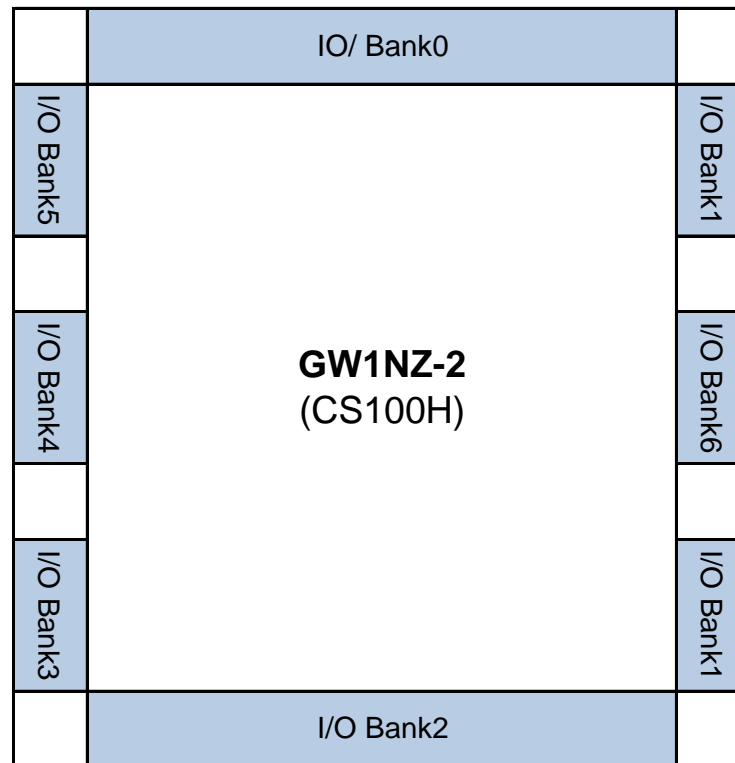 IO/ Bank0
I/O Bank5
I/O Bank1
I/O Bank4
GW1NZ-2
(CS100H)
I/O Bank6
I/O Bank3
I/O Bank1
I/O Bank2